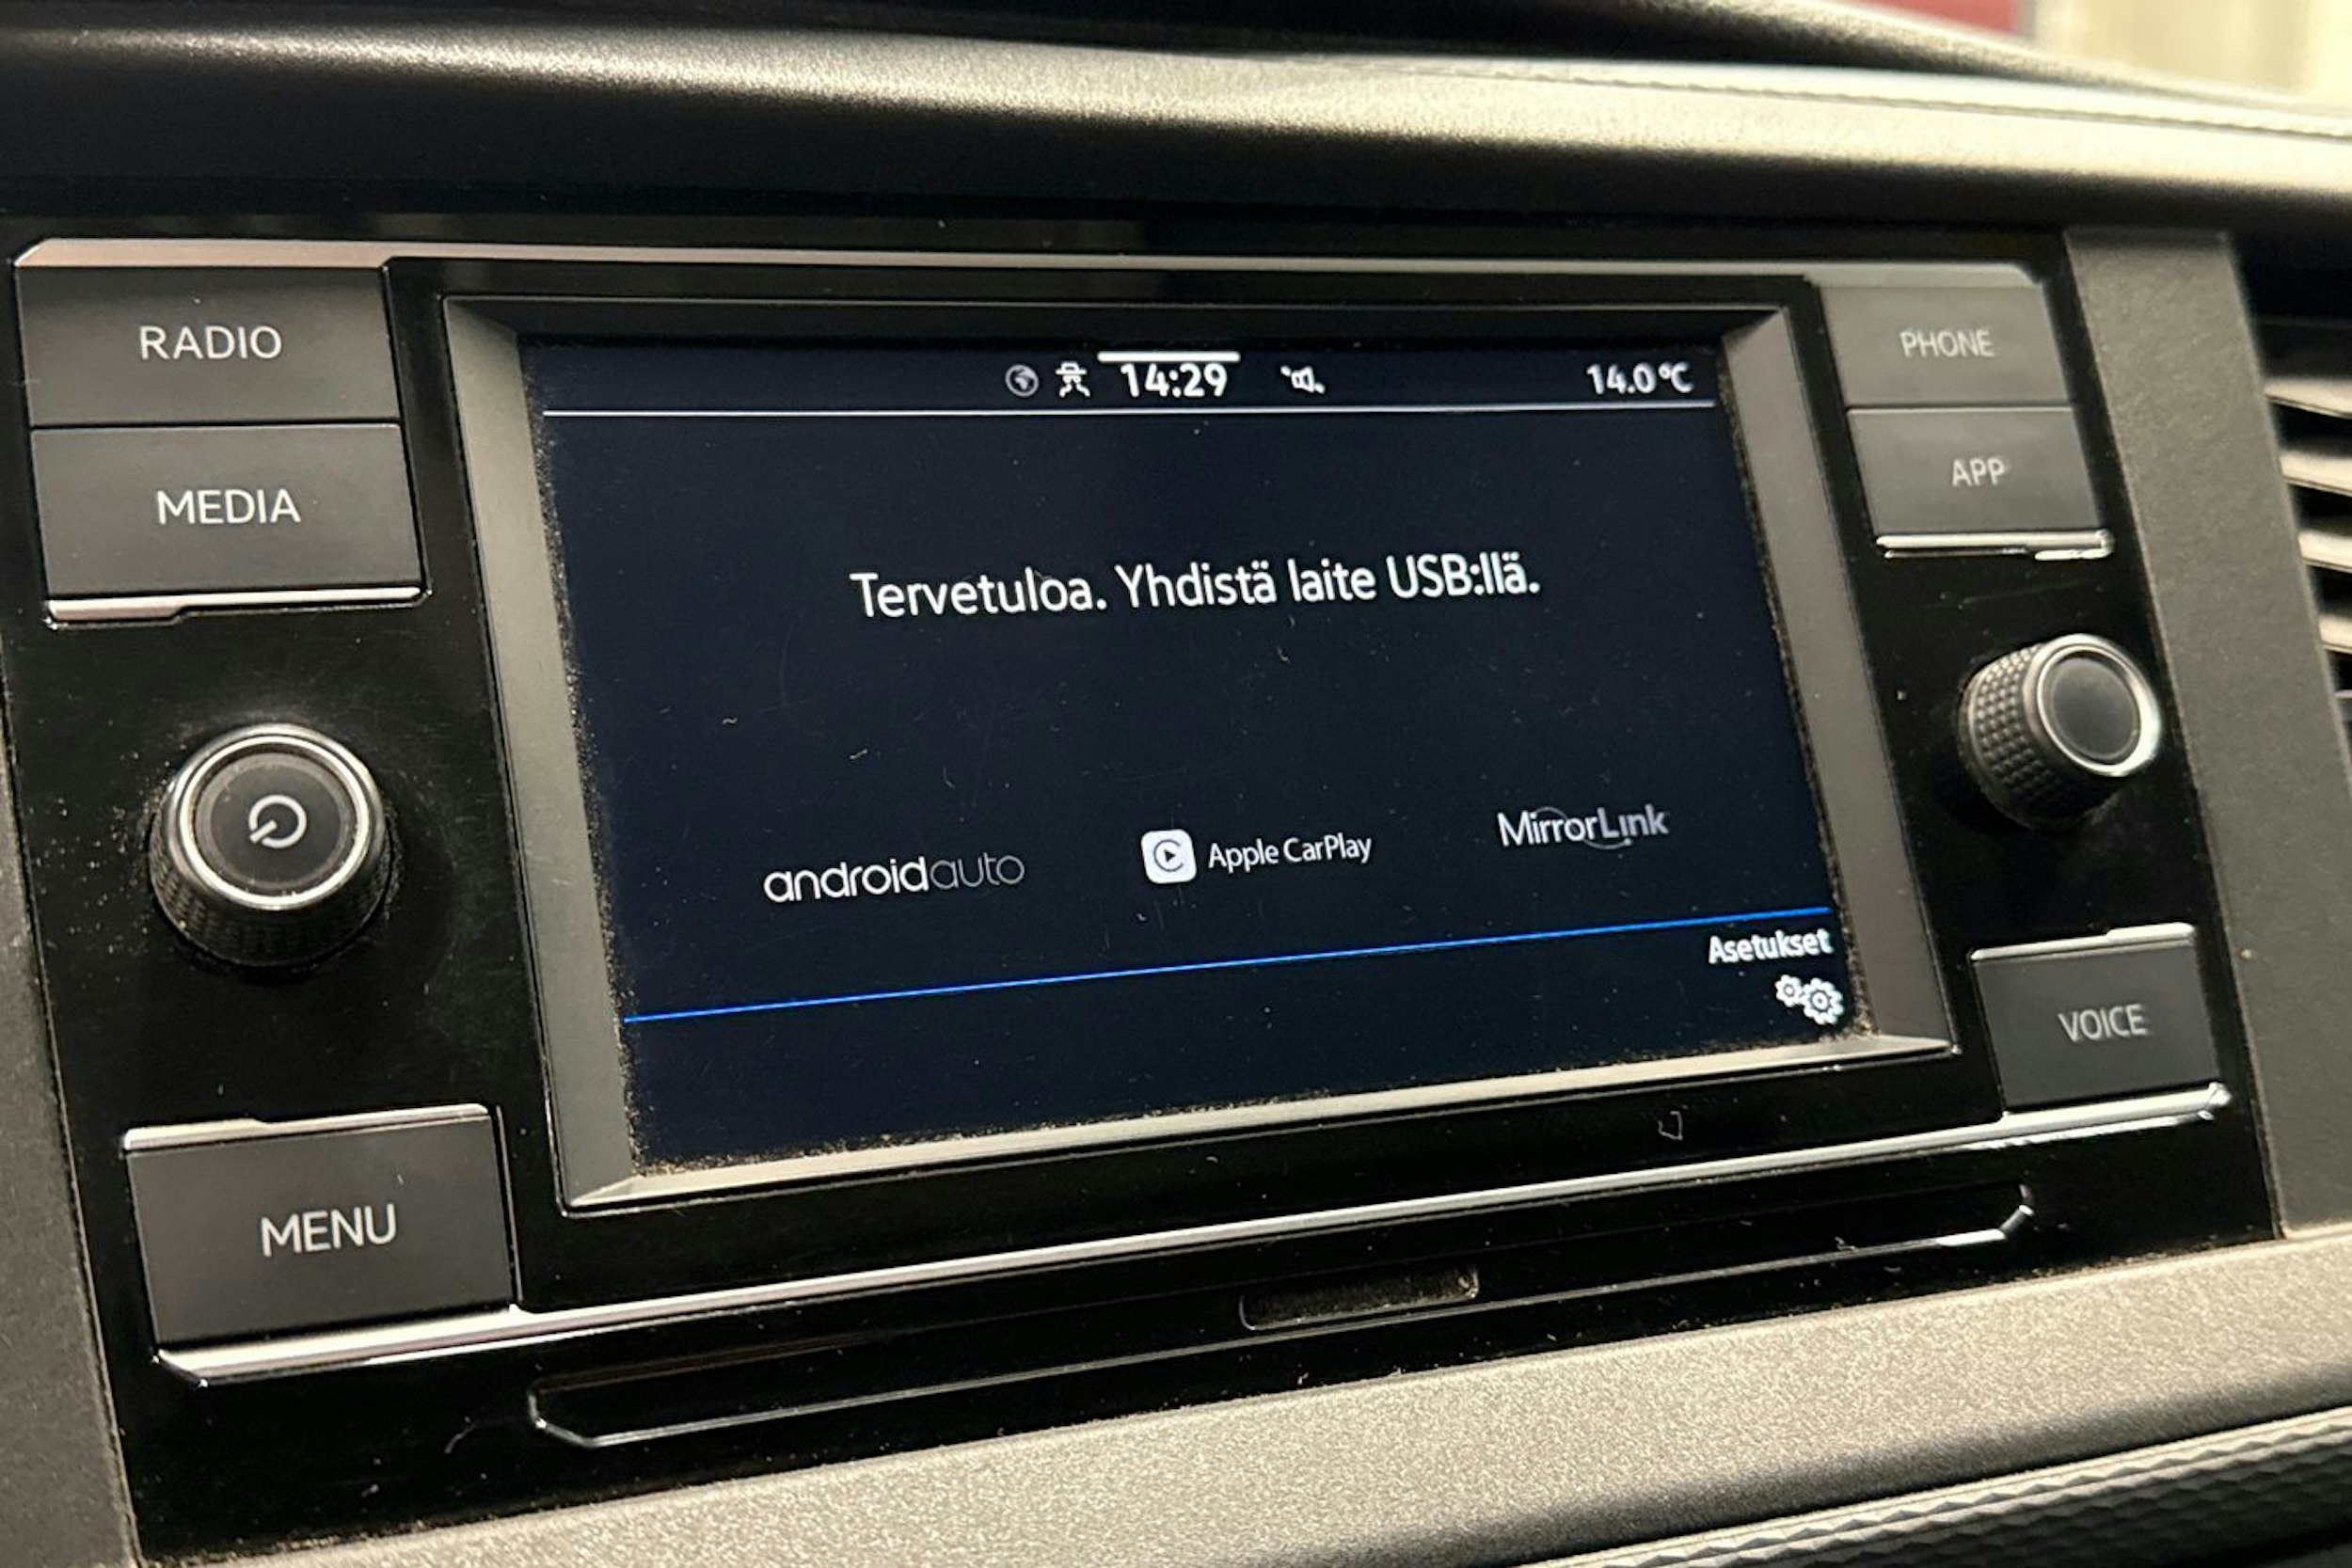 RADIO
MEDIA
MENU
14:29
14.0°C
Tervetuloa. Yhdistä laite USB:llä.
androidauto
Apple CarPlay
MirrorLink
Asetukset
PHONE
APP
VOICE